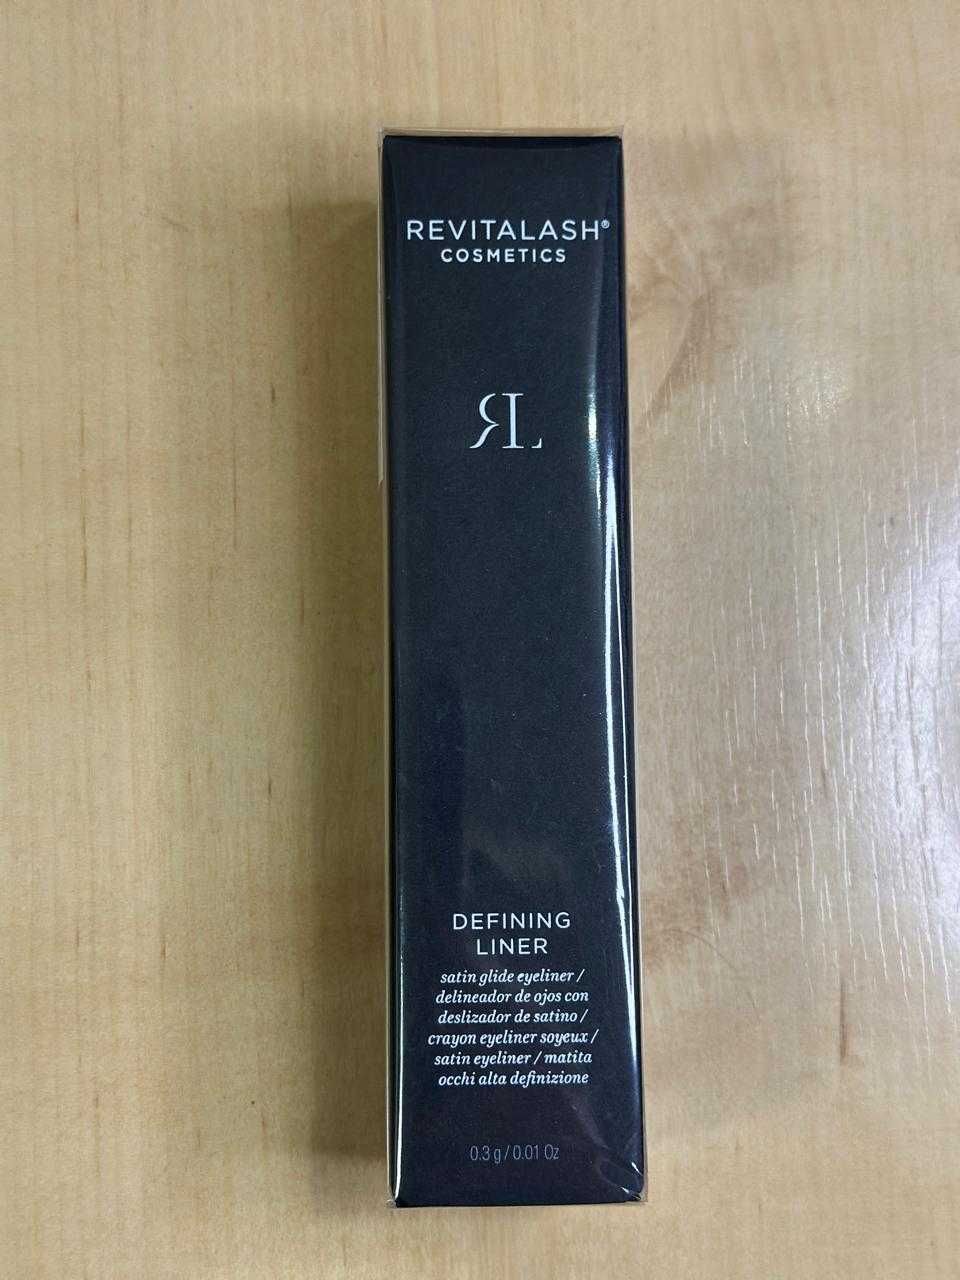 REVITALASH®
COSMETICS
RL
DEFINING
LINER
satin glide eyeliner /
delineador de ojos con
deslizador de satino /
crayon eyeliner soyeux /
satin eyeliner / matita
occhi alta definizione
0.3 g / 0.01 Oz